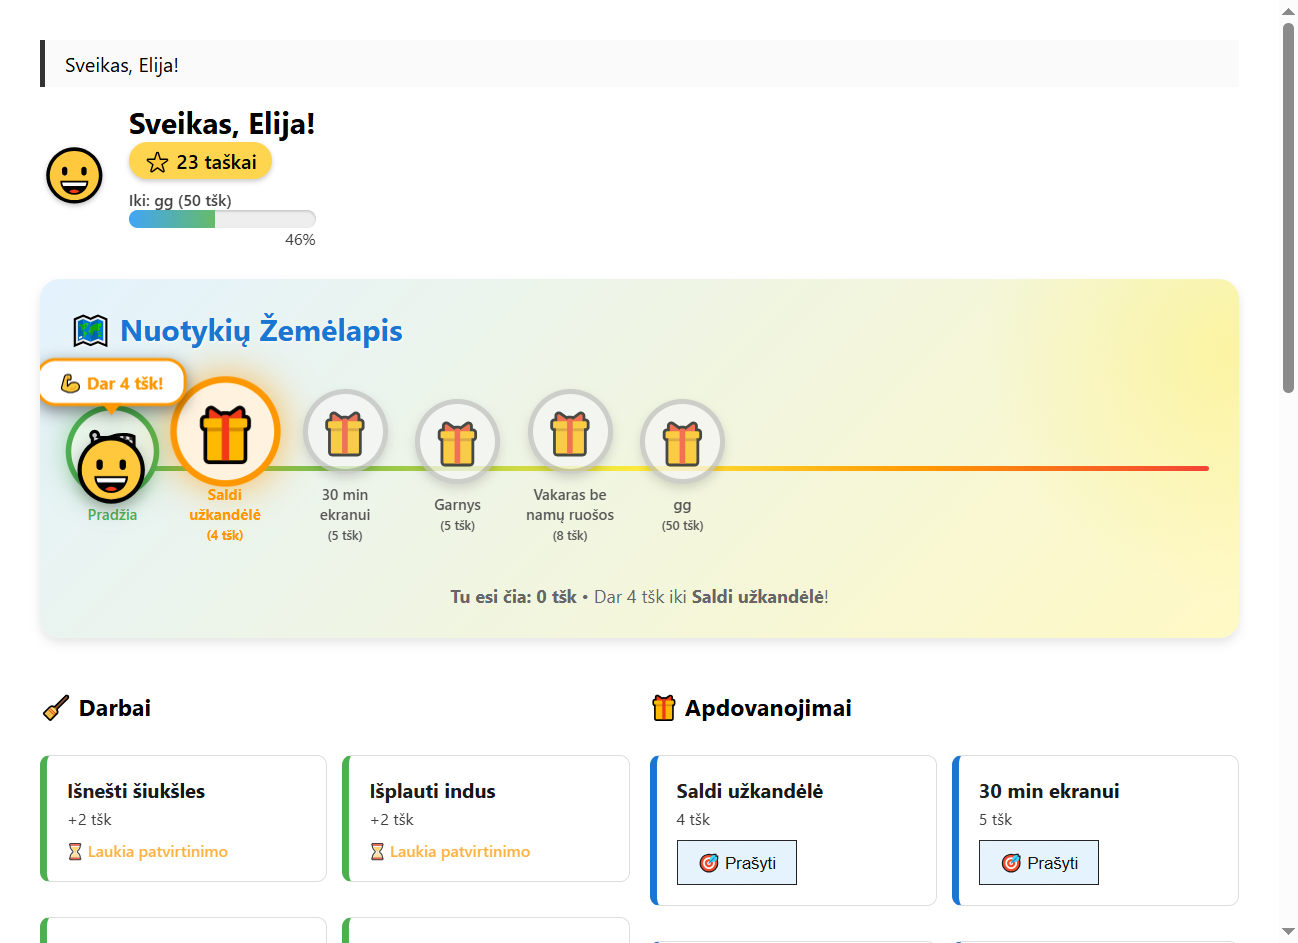 Sveikas, Elija!
Sveikas, Elija!
23 taškai
Iki: gg (50 tšk)
46%
Nuotykių Žemėlapis
Dar 4 tšk!
Pradžia
Saldi
užkandėlė
(4 tšk)
30 min
ekranui
(5 tšk)
Garnys
(5 tšk)
Vakaras be
namų ruošos
(8 tšk)
gg
(50 tšk)
Tu esi čia: 0 tšk • Dar 4 tšk iki Saldi užkandėlė!
Darbai
Išnešti šiukšles
+2 tšk
Laukia patvirtinimo
Išplauti indus
+2 tšk
Laukia patvirtinimo
Apdovanojimai
Saldi užkandėlė
4 tšk
Prašyti
30 min ekranui
5 tšk
Prašyti